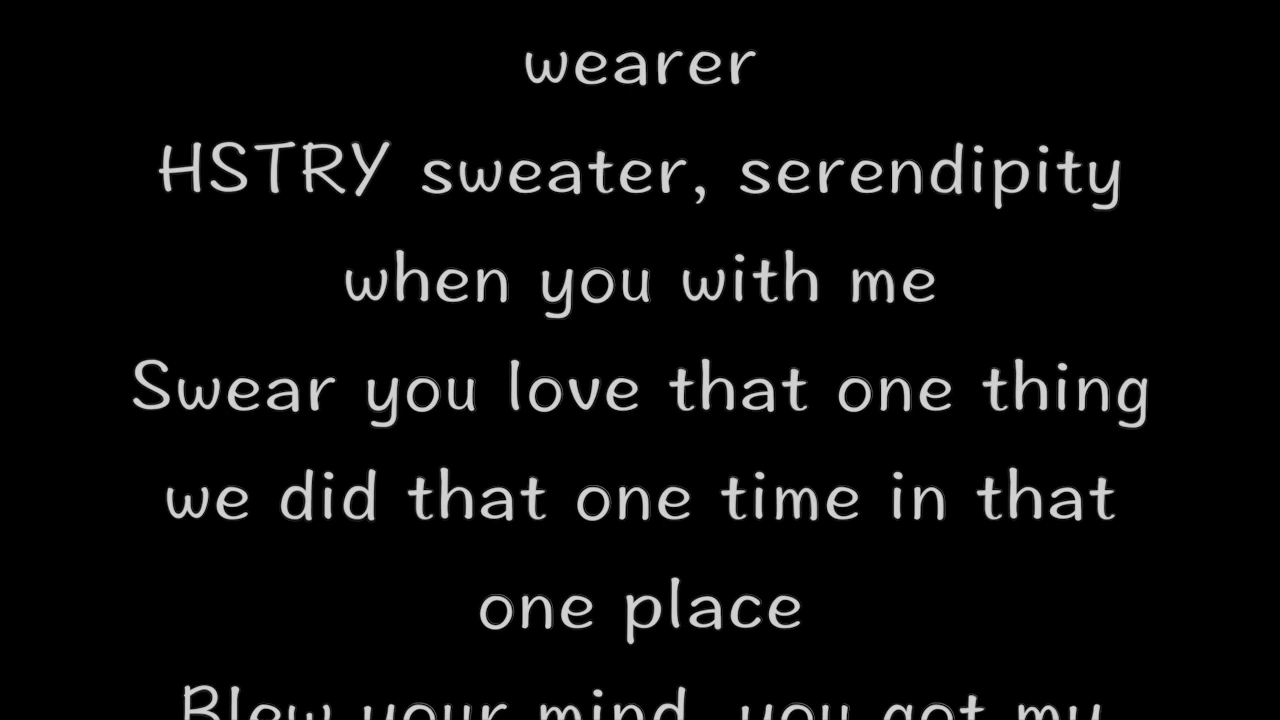 wearer
HSTRY sweater, serendipity
when you with me
Swear you love that one thing
we did that one time in that
one place
Blew your mind, you got my